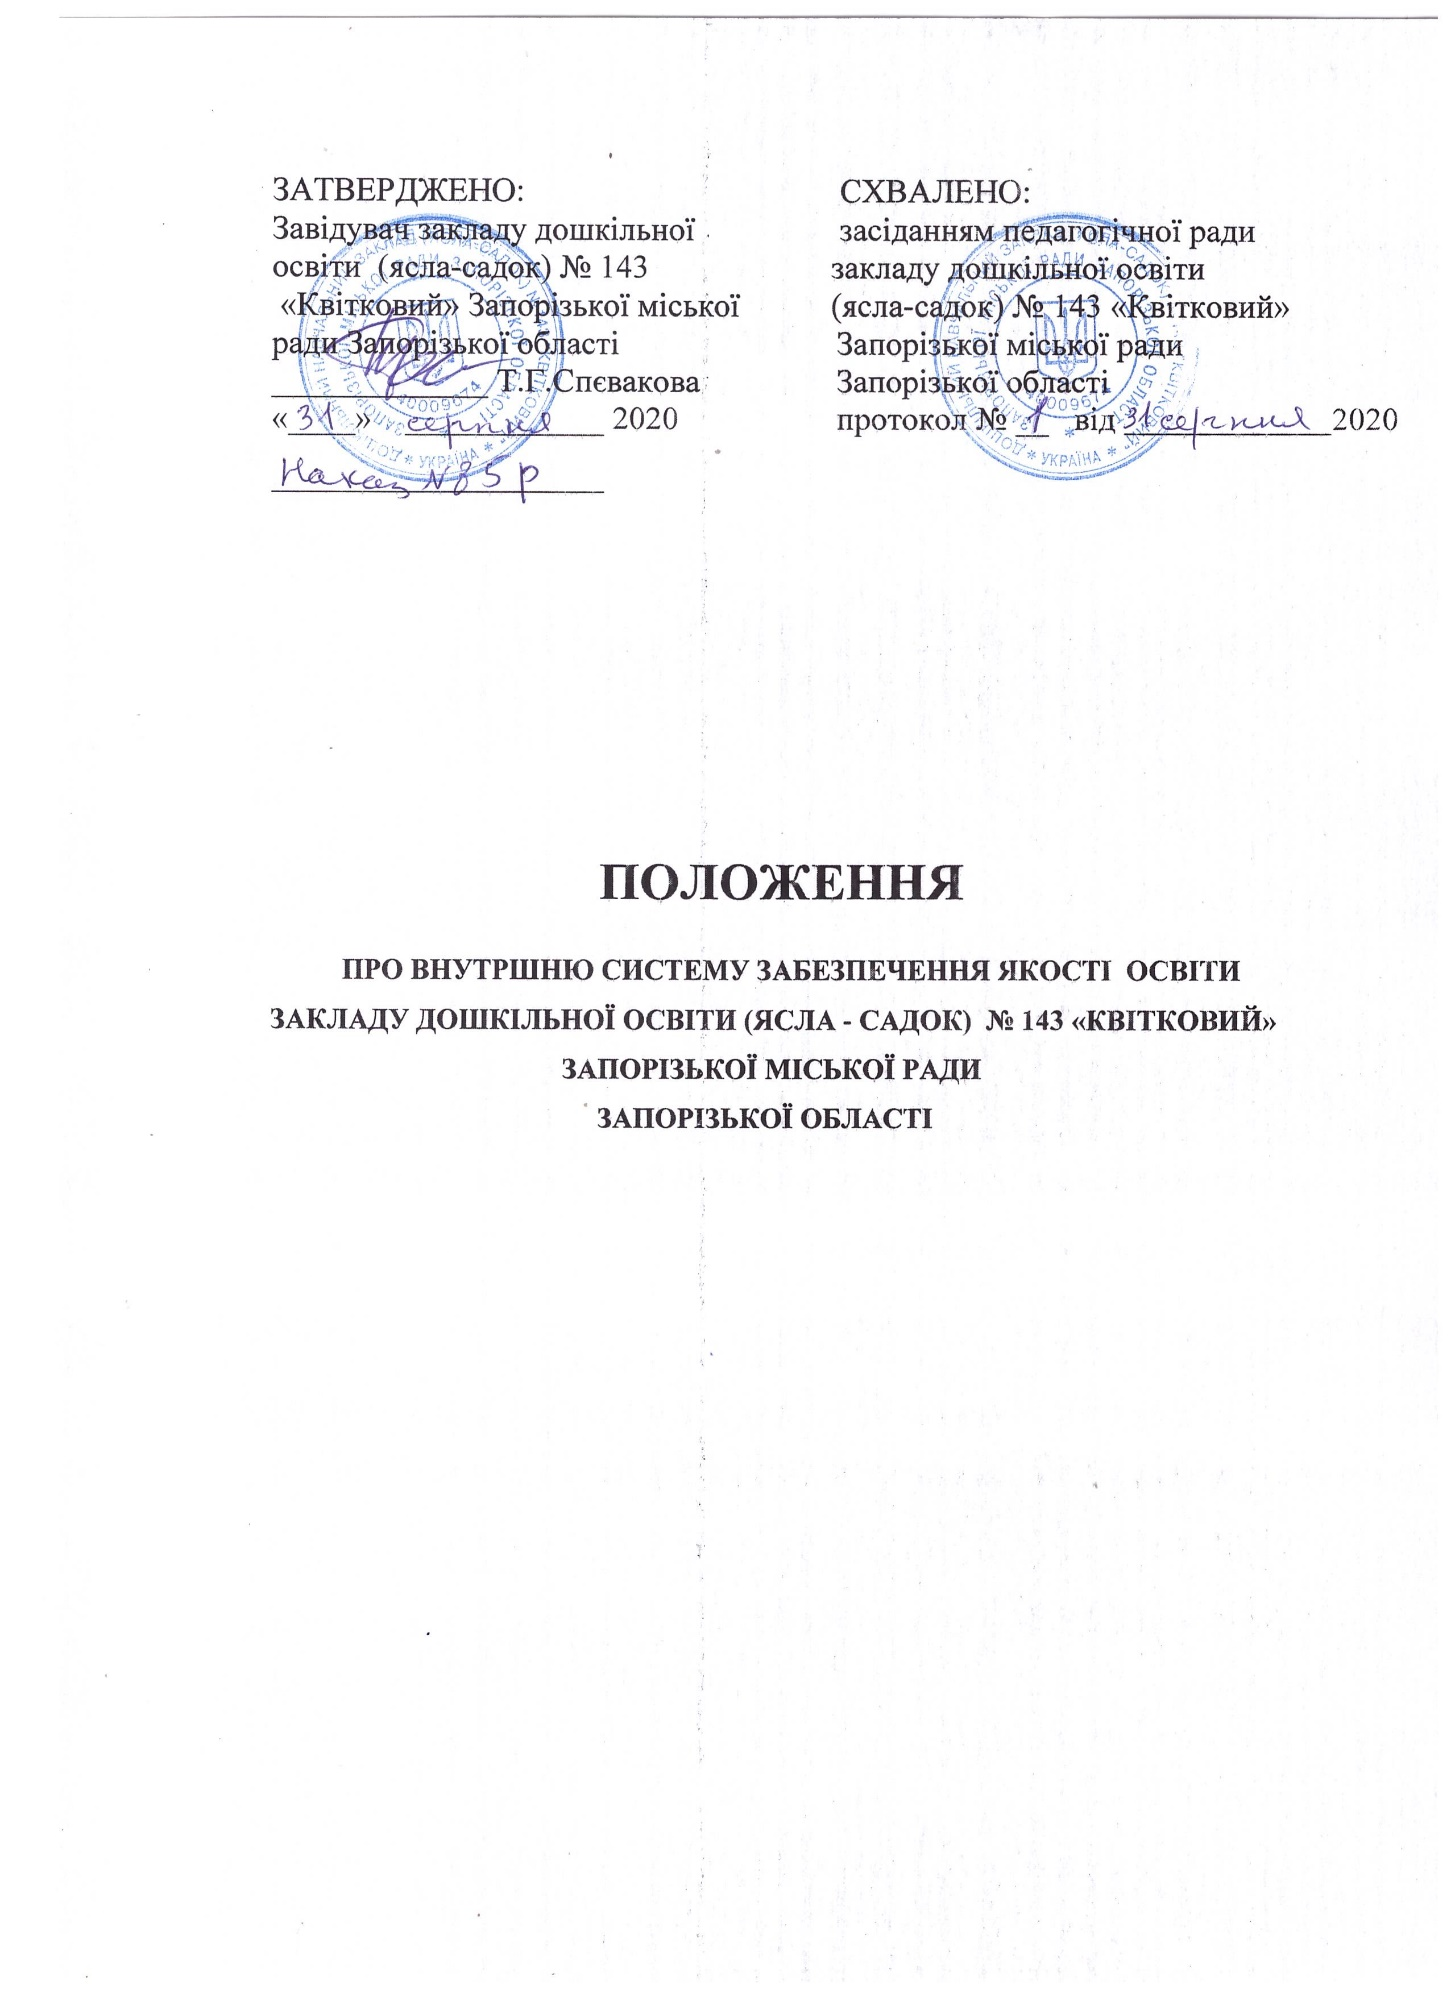 ЗАТВЕРДЖЕНО:
Завідувач закладу дошкільної
освіти (ясла-садок) № 143
«Квітковий» Запорізької міської
ради Запорізької області
________________ Т.Г.Спєвакова
«31» серпня 2020
Наказ №85р
СХВАЛЕНО:
засіданням педагогічної ради
закладу дошкільної освіти
(ясла-садок) № 143 «Квітковий»
Запорізької міської ради
Запорізької області
протокол № 1 від 31 серпня 2020
ПОЛОЖЕННЯ
ПРО ВНУТРШНЮ СИСТЕМУ ЗАБЕЗПЕЧЕННЯ ЯКОСТІ ОСВІТИ
ЗАКЛАДУ ДОШКІЛЬНОЇ ОСВІТИ (ЯСЛА - САДОК) № 143 «КВІТКОВИЙ»
ЗАПОРІЗЬКОЇ МІСЬКОЇ РАДИ
ЗАПОРІЗЬКОЇ ОБЛАСТІ